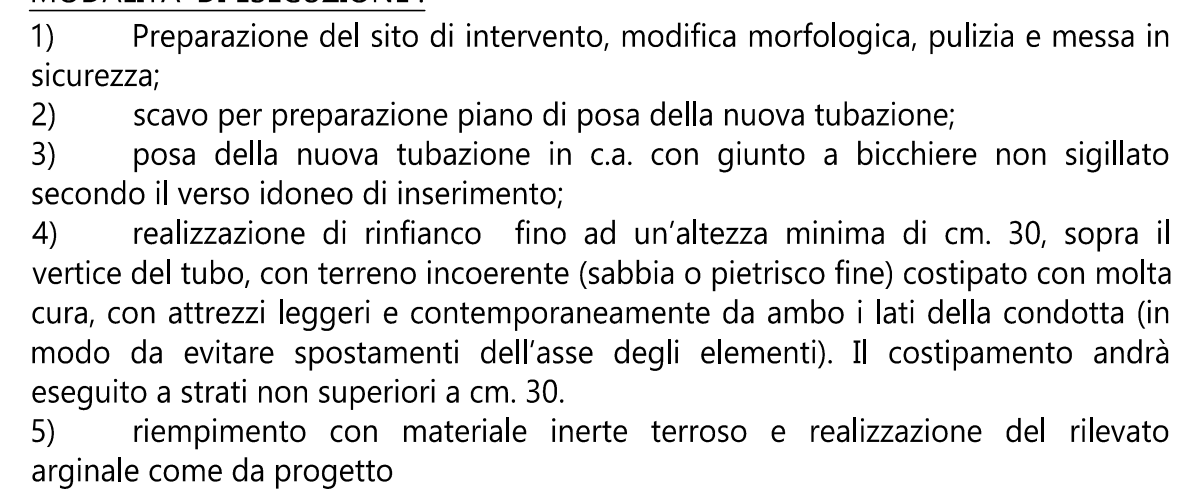 MODALITÀ DI ESECUZIONE :
1) Preparazione del sito di intervento, modifica morfologica, pulizia e messa in
sicurezza;
2) scavo per preparazione piano di posa della nuova tubazione;
3) posa della nuova tubazione in c.a. con giunto a bicchiere non sigillato
secondo il verso idoneo di inserimento;
4) realizzazione di rinfianco fino ad un'altezza minima di cm. 30, sopra il
vertice del tubo, con terreno incoerente (sabbia o pietrisco fine) costipato con molta
cura, con attrezzi leggeri e contemporaneamente da ambo i lati della condotta (in
modo da evitare spostamenti dell'asse degli elementi). Il costipamento andrà
eseguito a strati non superiori a cm. 30.
5) riempimento con materiale inerte terroso e realizzazione del rilevato
arginale come da progetto